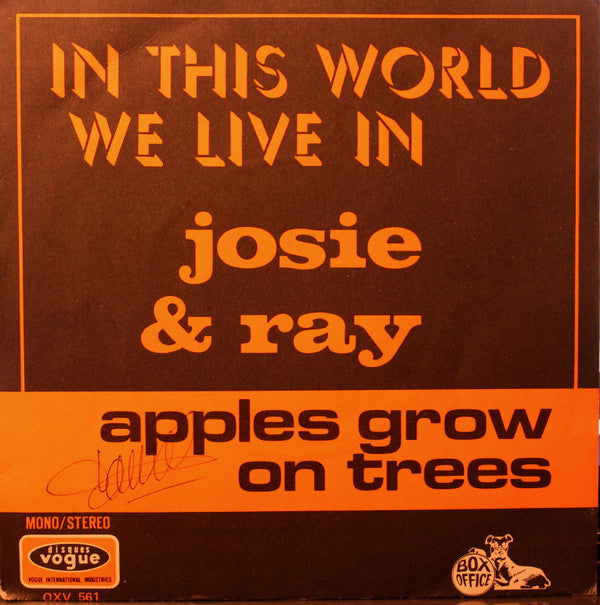 IN THIS WORLD
WE LIVE IN
josie
& ray
apples grow
on trees
MONO/STEREO
disques
vogue
VOGUE INTERNATIONAL INDUSTRIES
OXV 561
BOX
OFFICE